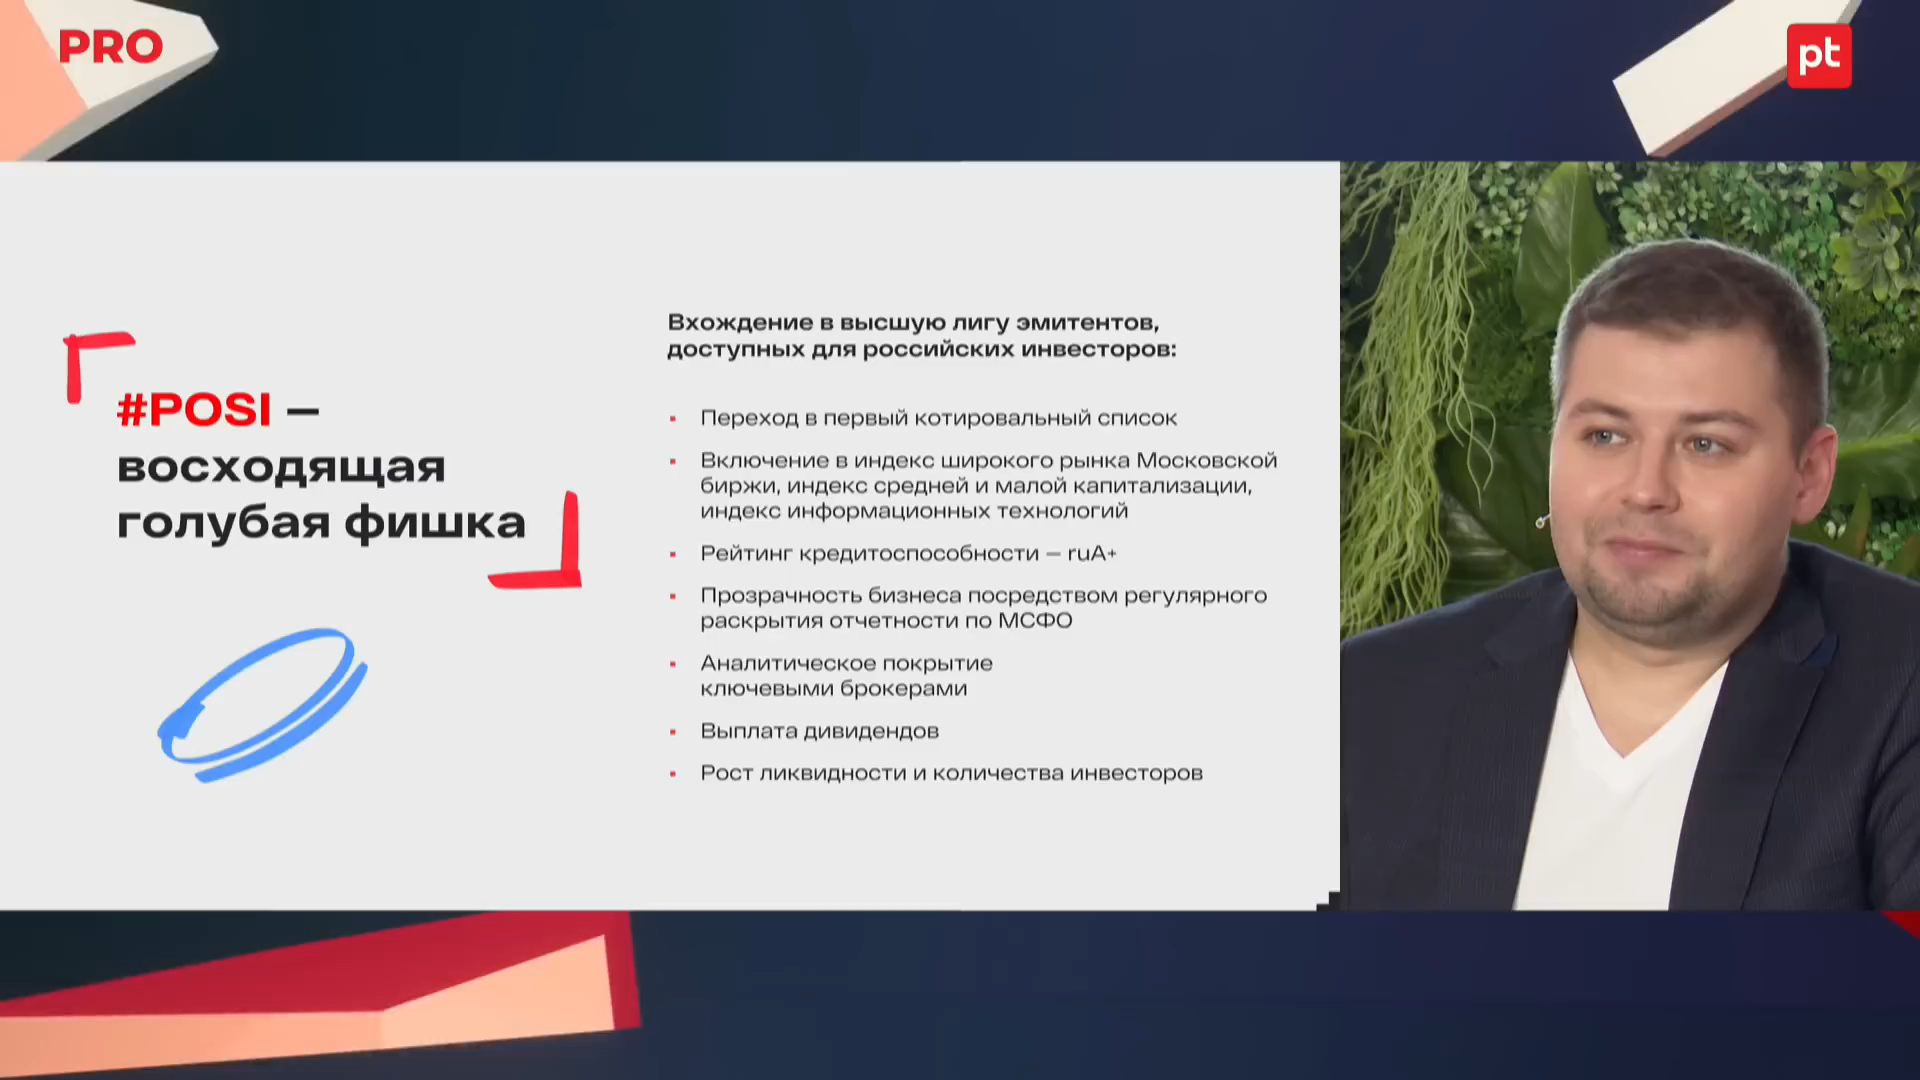 PRO
pt
#POSI —
восходящая
голубая фишка
Вхождение в высшую лигу эмитентов,
доступных для российских инвесторов:
Переход в первый котировальный список
Включение в индекс широкого рынка Московской
биржи, индекс средней и малой капитализации,
индекс информационных технологий
Рейтинг кредитоспособности — ruA+
Прозрачность бизнеса посредством регулярного
раскрытия отчетности по МСФО
Аналитическое покрытие
ключевыми брокерами
Выплата дивидендов
Рост ликвидности и количества инвесторов